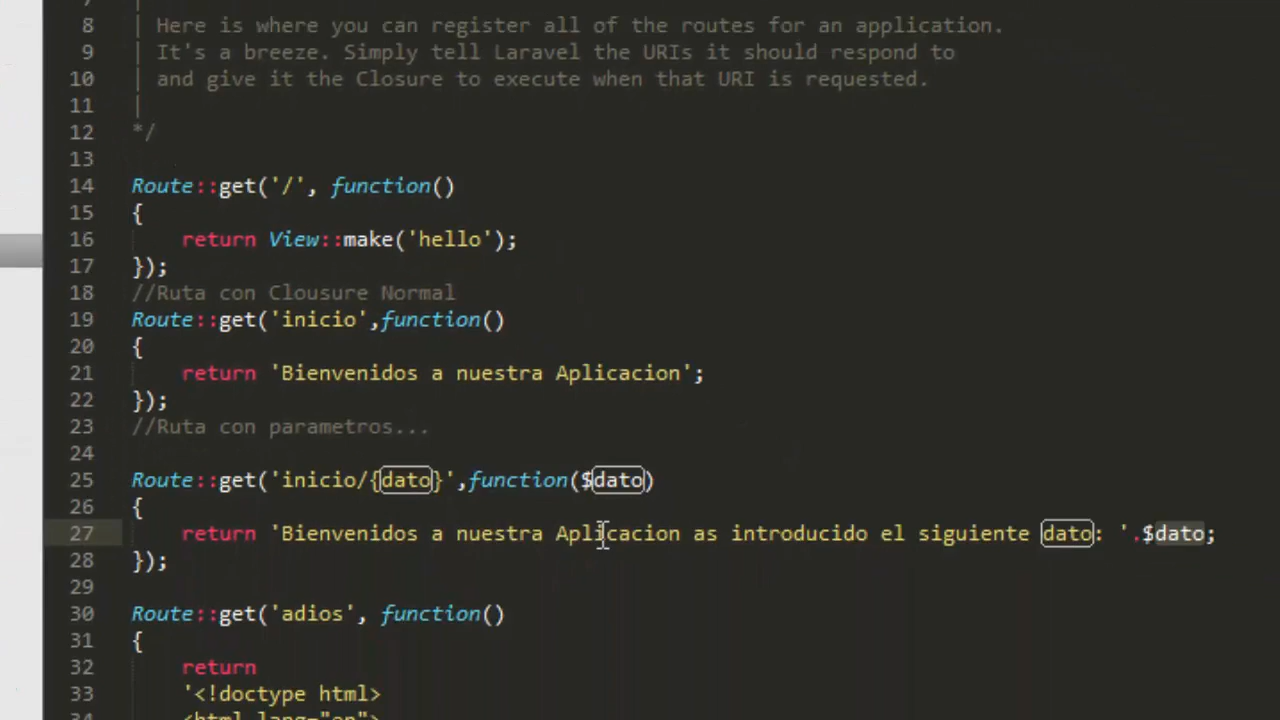 8 | Here is where you can register all of the routes for an application.
9 | It's a breeze. Simply tell Laravel the URIs it should respond to
10 | and give it the Closure to execute when that URI is requested.
11 |
12 */
13
14 Route::get('/', function()
15 {
16     return View::make('hello');
17 });
18 //Ruta con Clousure Normal
19 Route::get('inicio',function()
20 {
21     return 'Bienvenidos a nuestra Aplicacion';
22 });
23 //Ruta con parametros...
24
25 Route::get('inicio/{dato}',function($dato)
26 {
27     return 'Bienvenidos a nuestra Aplicacion as introducido el siguiente dato: '.$dato;
28 });
29
30 Route::get('adios', function()
31 {
32     return
33     '<!doctype html>
<html lang="en">